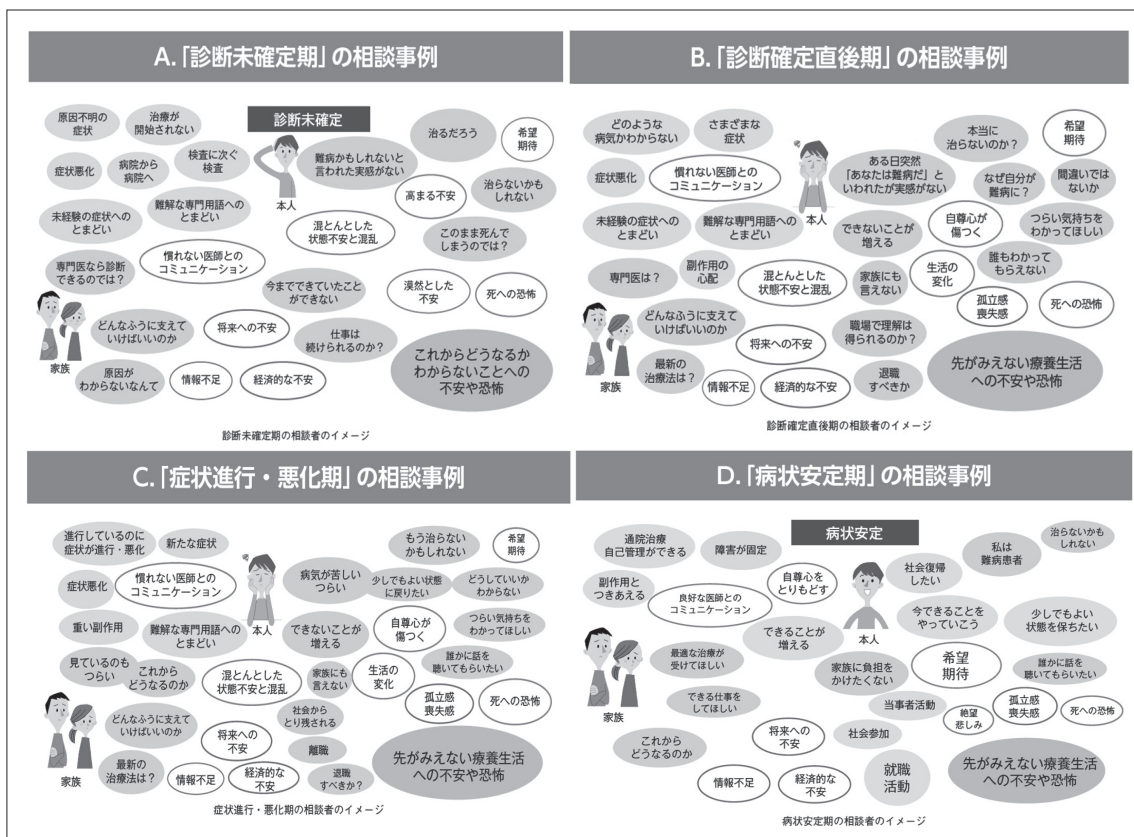 A.「診断未確定期」の相談事例
原因不明の
症状
治療が
開始されない
診断未確定
治るだろう
希望
期待
症状悪化
病院から
病院へ
検査に次ぐ
検査
本人
難病かもしれないと
言われた実感がない
高まる不安
治らないかも
しれない
未経験の症状への
とまどい
難解な専門用語への
とまどい
混とんとした
状態不安と混乱
このまま死んで
しまうのでは？
専門医なら診断
できるのでは？
慣れない医師との
コミュニケーション
今までできていたこと
ができない
漠然とした
不安
死への恐怖
家族
どんなふうに支えて
いけばいいのか
将来への不安
仕事は
続けられるのか？
これからどうなるか
わからないことへの
不安や恐怖
原因が
わからないなんて
情報不足
経済的な不安
診断未確定期の相談者のイメージ
B.「診断確定直後期」の相談事例
どのような
病気かわからない
さまざまな
症状
本当に
治らないのか？
希望
期待
症状悪化
慣れない医師との
コミュニケーション
本人
ある日突然
「あなたは難病だ」と
いわれたが実感がない
なぜ自分が
難病に？
間違いでは
ないか
未経験の症状への
とまどい
難解な専門用語への
とまどい
できないことが
増える
自尊心が
傷つく
つらい気持ちを
わかってほしい
専門医は？
副作用の
心配
混とんとした
状態不安と混乱
家族にも
言えない
生活の
変化
誰もわかって
もらえない
孤立感
喪失感
死への恐怖
家族
どんなふうに支えて
いけばいいのか
将来への不安
職場で理解は
得られるのか？
先がみえない療養生活
への不安や恐怖
最新の
治療法は？
情報不足
経済的な不安
退職
すべきか
診断確定直後期の相談者のイメージ
C.「症状進行・悪化期」の相談事例
進行しているのに
症状が進行・悪化
新たな症状
もう治らない
かもしれない
希望
期待
症状悪化
慣れない医師との
コミュニケーション
本人
病気が苦しい
つらい
少しでもよい状態
に戻りたい
どうしていいか
わからない
重い副作用
難解な専門用語への
とまどい
できないことが
増える
自尊心が
傷つく
つらい気持ちを
わかってほしい
見ているのも
つらい
これから
どうなるのか
混とんとした
状態不安と混乱
家族にも
言えない
生活の
変化
誰かに話を
聴いてもらいたい
孤立感
喪失感
死への恐怖
家族
どんなふうに支えて
いけばいいのか
将来への
不安
社会から
とり残される
離職
先がみえない療養生活
への不安や恐怖
最新の
治療法は？
情報不足
経済的な
不安
退職
すべきか？
症状進行・悪化期の相談者のイメージ
D.「病状安定期」の相談事例
通院治療
自己管理ができる
障害が固定
病状安定
私は
難病患者
治らないかも
しれない
副作用と
つきあえる
良好な医師との
コミュニケーション
自尊心を
とりもどす
本人
社会復帰
したい
今できることを
やっていこう
少しでもよい
状態を保ちたい
家族
最適な治療が
受けてほしい
できることが
増える
家族に負担を
かけたくない
希望
期待
誰かに話を
聴いてもらいたい
できる仕事を
してほしい
当事者活動
絶望
悲しみ
孤立感
喪失感
死への恐怖
これから
どうなるのか
将来への
不安
社会参加
先がみえない療養生活
への不安や恐怖
情報不足
経済的な
不安
就職
活動
病状安定期の相談者のイメージ